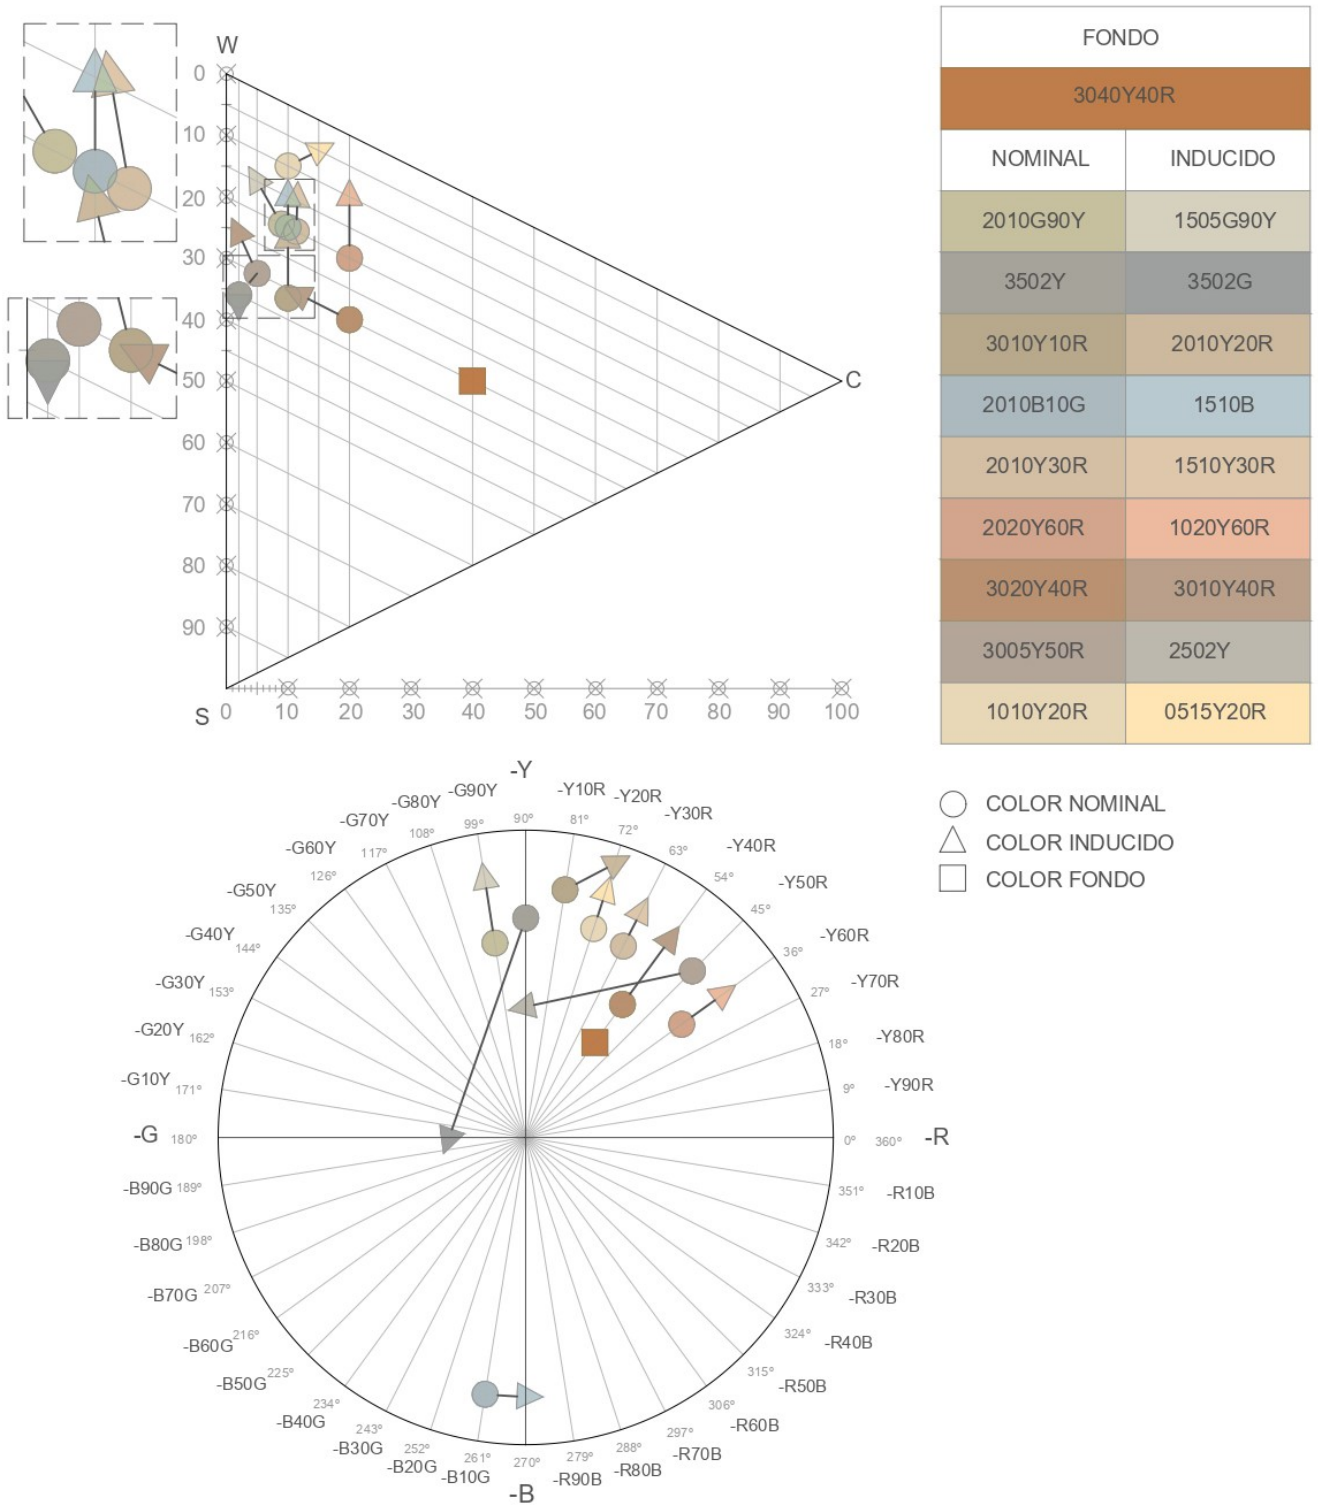 W
0
10
20
30
40
50
60
70
80
90
C
S
0 10 20 30 40 50 60 70 80 90 100
FONDO
3040Y40R
NOMINAL INDUCIDO
2010G90Y 1505G90Y
3502Y 3502G
3010Y10R 2010Y20R
2010B10G 1510B
2010Y30R 1510Y30R
2020Y60R 1020Y60R
3020Y40R 3010Y40R
3005Y50R 2502Y
1010Y20R 0515Y20R
COLOR NOMINAL
COLOR INDUCIDO
COLOR FONDO
-Y
90°
-Y10R
81°
-Y20R
72°
-Y30R
63°
-Y40R
54°
-Y50R
45°
-Y60R
36°
-Y70R
27°
-Y80R
18°
-Y90R
9°
-R
0° 360°
-R10B
351°
-R20B
342°
-R30B
333°
-R40B
324°
-R50B
315°
-R60B
306°
-R70B
297°
-R80B
288°
-R90B
279°
-B
270°
-B10G
261°
-B20G
252°
-B30G
243°
-B40G
234°
-B50G
225°
-B60G
216°
-B70G
207°
-B80G
198°
-B90G
189°
-G
180°
-G10Y
171°
-G20Y
162°
-G30Y
153°
-G40Y
144°
-G50Y
135°
-G60Y
126°
-G70Y
117°
-G80Y
108°
-G90Y
99°